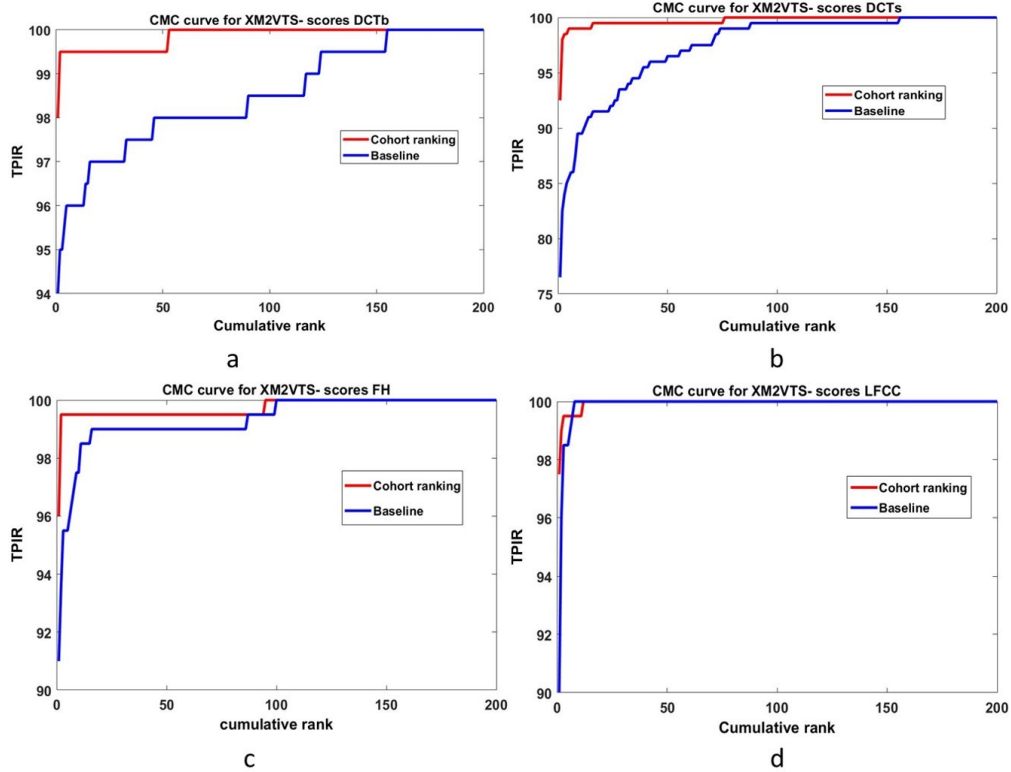 CMC curve for XM2VTS- scores DCTb
100
99
98
97
96
95
94
TPIR
Cohort ranking
Baseline
0 50 100 150 200
Cumulative rank
a
CMC curve for XM2VTS- scores DCTs
100
95
90
85
80
75
TPIR
Cohort ranking
Baseline
0 50 100 150 200
Cumulative rank
b
CMC curve for XM2VTS- scores FH
100
98
96
94
92
90
TPIR
Cohort ranking
Baseline
0 50 100 150 200
cumulative rank
c
CMC curve for XM2VTS- scores LFCC
100
98
96
94
92
90
TPIR
Cohort ranking
Baseline
0 50 100 150 200
Cumulative rank
d